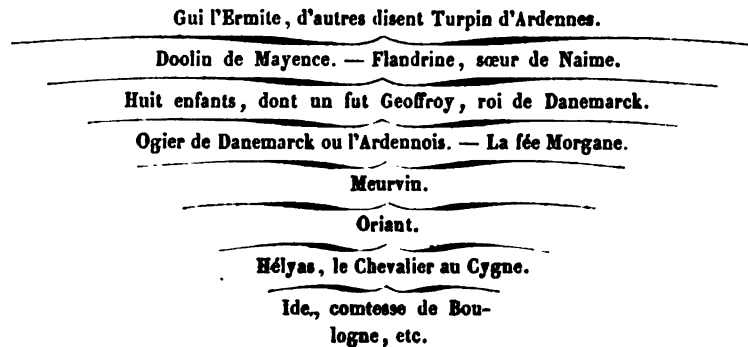 Gui l'Ermite, d'autres disent Turpin d'Ardennes.
Doolin de Mayence. — Flandrine, sœur de Naime.
Huit enfants, dont un fut Geoffroy, roi de Danemarck.
Ogier de Danemarck ou l'Ardennois. — La fée Morgane.
Meurvin.
Oriant.
Hélyas, le Chevalier au Cygne.
Ide, comtesse de Bou-
logne, etc.